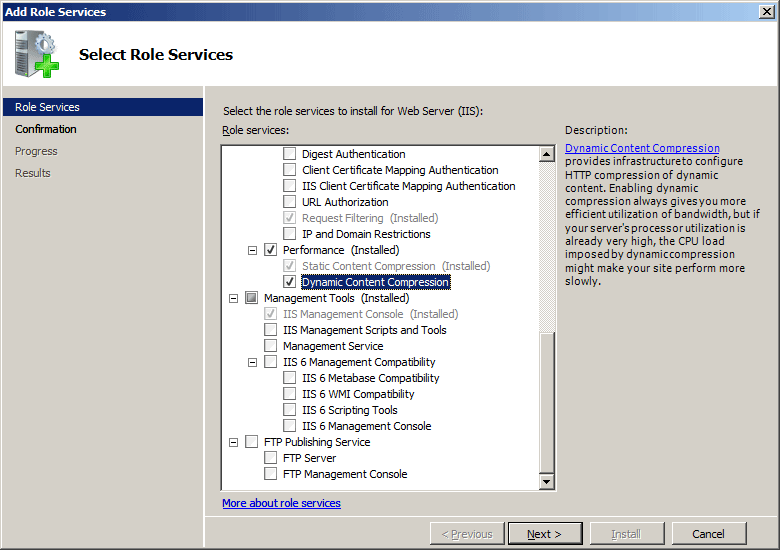 Add Role Services
Select Role Services
Role Services
Confirmation
Progress
Results
Select the role services to install for Web Server (IIS):
Role services:
Digest Authentication
Client Certificate Mapping Authentication
IIS Client Certificate Mapping Authentication
URL Authorization
Request Filtering (Installed)
IP and Domain Restrictions
Performance (Installed)
Static Content Compression (Installed)
Dynamic Content Compression
Management Tools (Installed)
IIS Management Console (Installed)
IIS Management Scripts and Tools
Management Service
IIS 6 Management Compatibility
IIS 6 Metabase Compatibility
IIS 6 WMI Compatibility
IIS 6 Scripting Tools
IIS 6 Management Console
FTP Publishing Service
FTP Server
FTP Management Console
More about role services
Description:
Dynamic Content Compression
provides infrastructure to configure
HTTP compression of dynamic
content. Enabling dynamic
compression always gives you more
efficient utilization of bandwidth, but if
your server's processor utilization is
already very high, the CPU load
imposed by dynamic compression
might make your site perform more
slowly.
< Previous
Next >
Install
Cancel